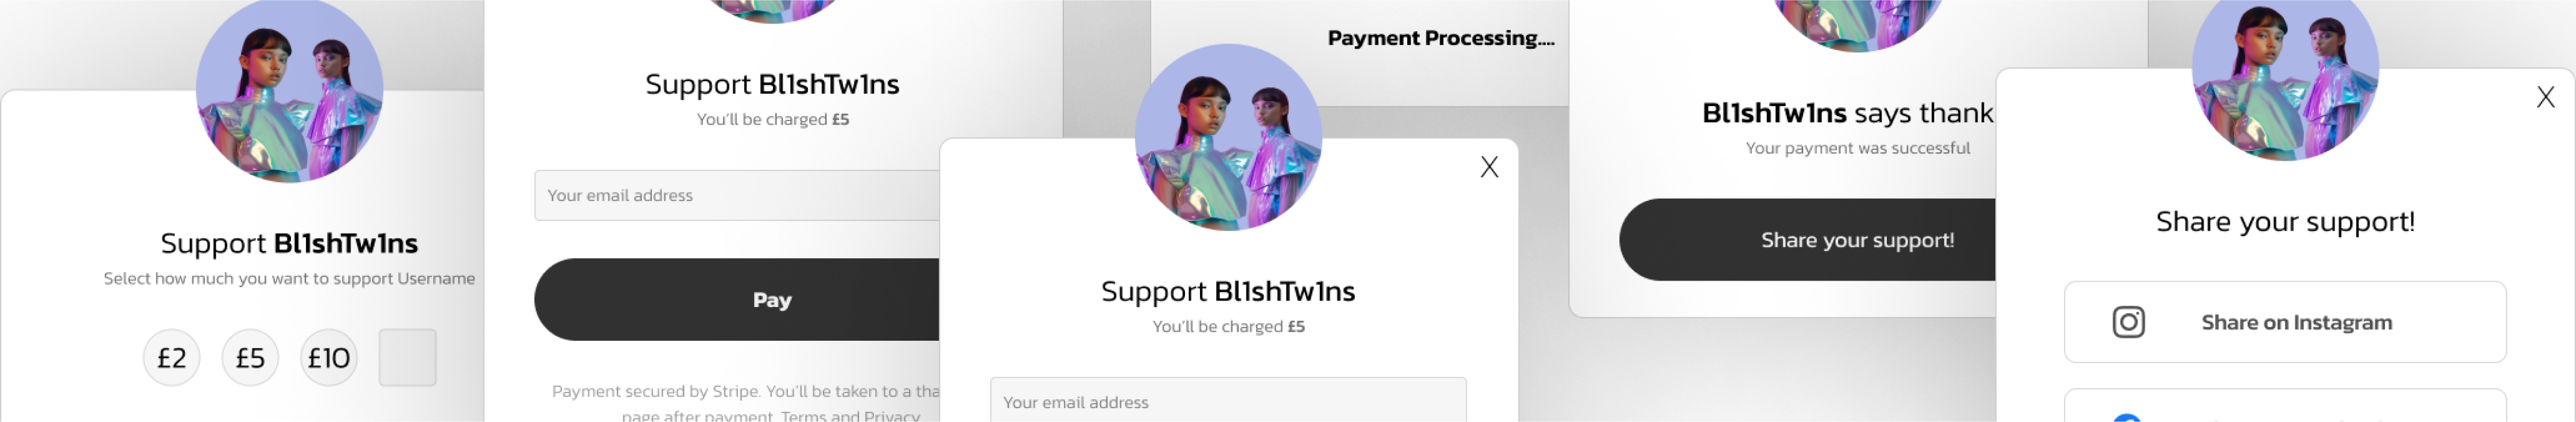 Support Bl1shTw1ns
Select how much you want to support Username
£2 £5 £10
Support Bl1shTw1ns
You'll be charged £5
Your email address
Pay
Payment secured by Stripe. You'll be taken to a tha
page after payment. Terms and Privacy
X
Support Bl1shTw1ns
You'll be charged £5
Your email address
Payment Processing....
Bl1shTw1ns says thank
Your payment was successful
Share your support!
X
Share your support!
Share on Instagram